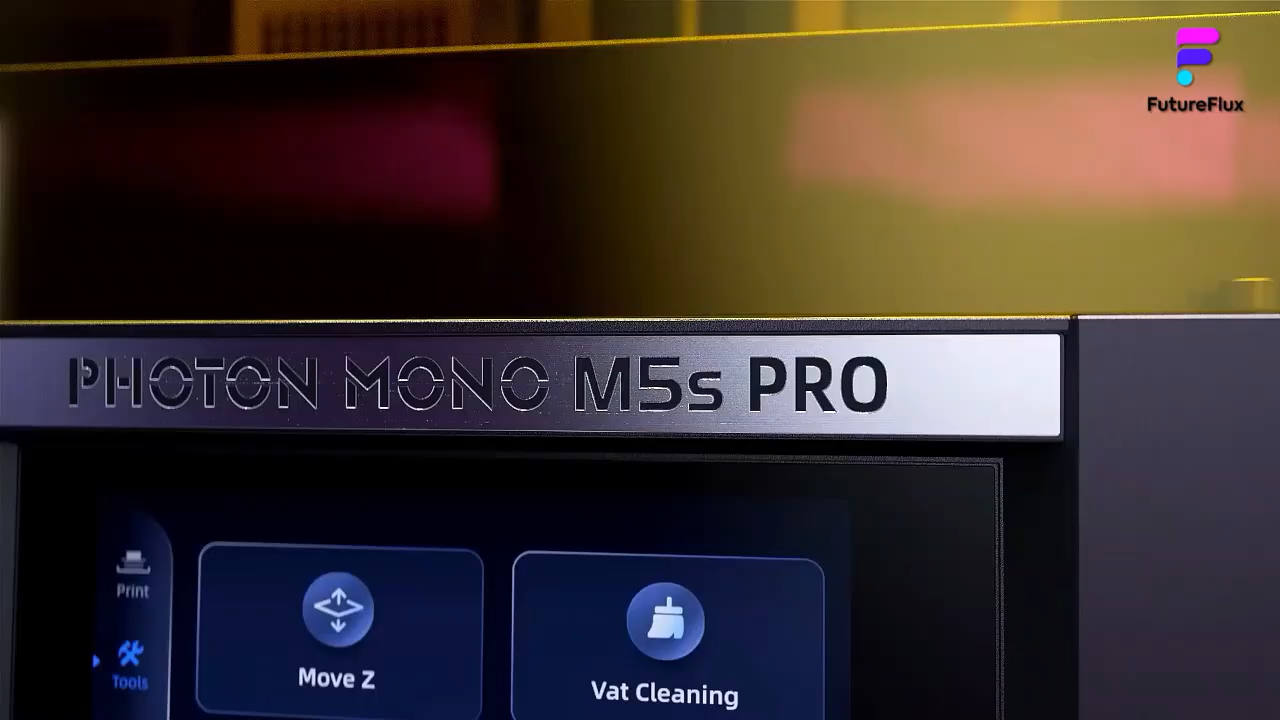 FutureFlux
PHOTON MONO M5s PRO
Print
Move Z
Tools
Vat Cleaning